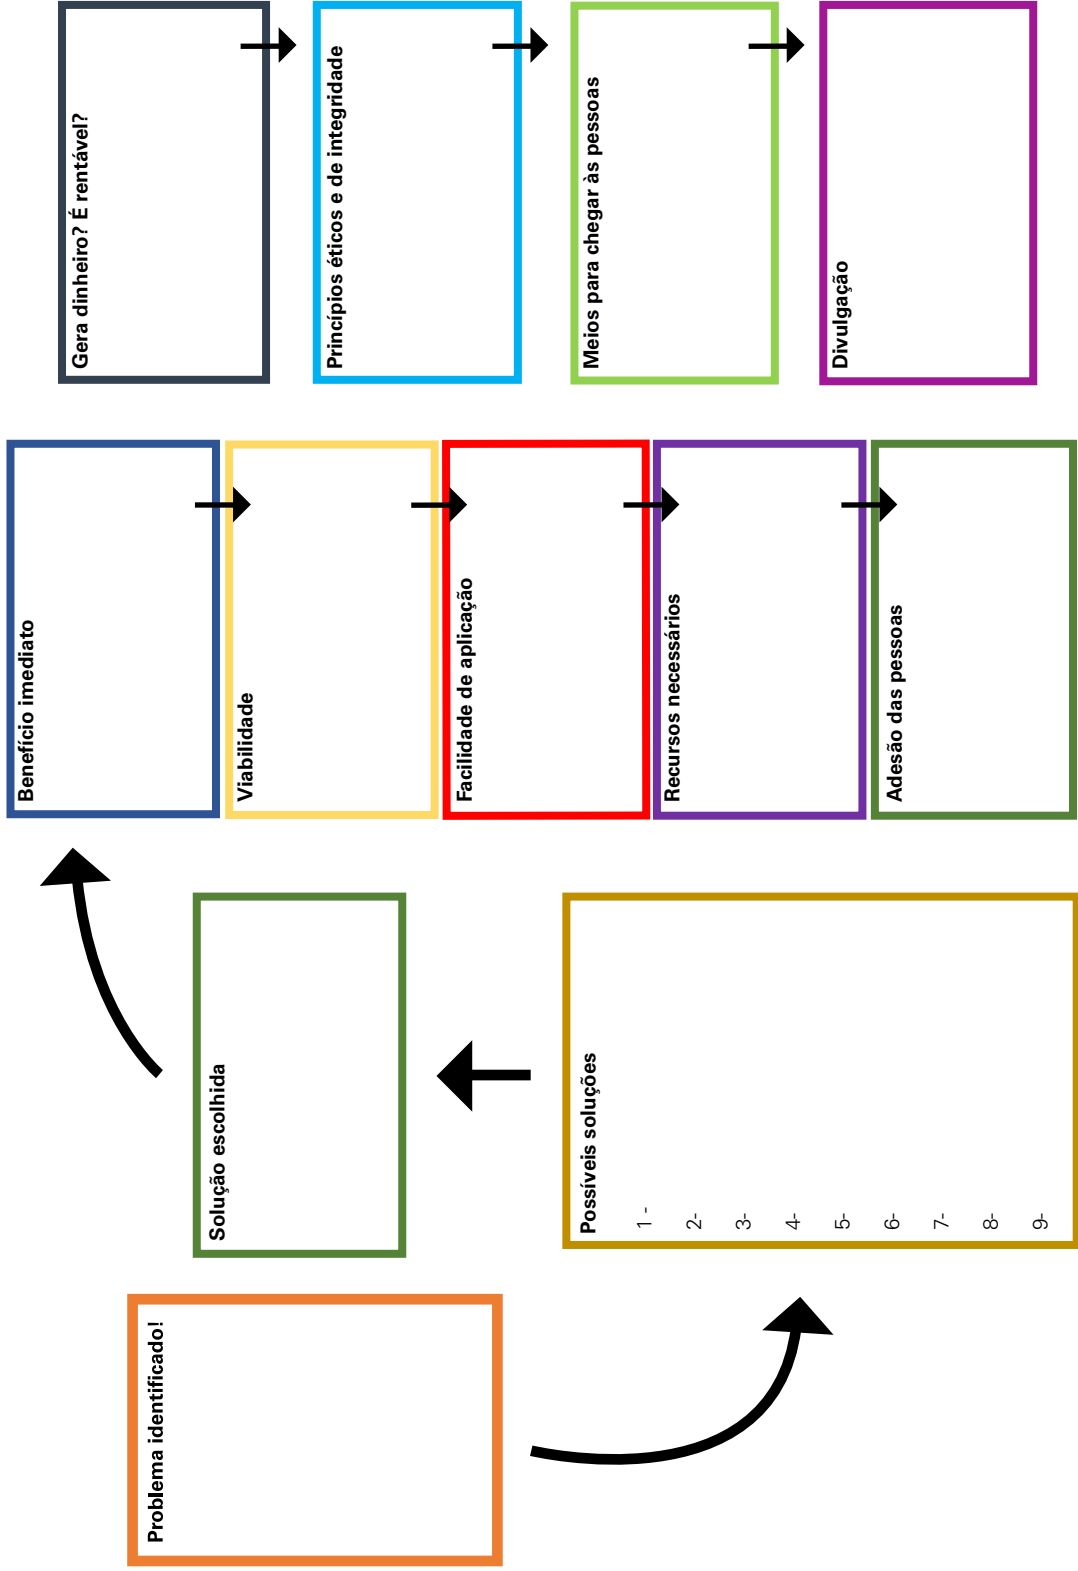 Problema identificado!
Possíveis soluções
1 -
2-
3-
4-
5-
6-
7-
8-
9-
Solução escolhida
Benefício imediato
Viabilidade
Facilidade de aplicação
Recursos necessários
Adesão das pessoas
Gera dinheiro? É rentável?
Princípios éticos e de integridade
Meios para chegar às pessoas
Divulgação